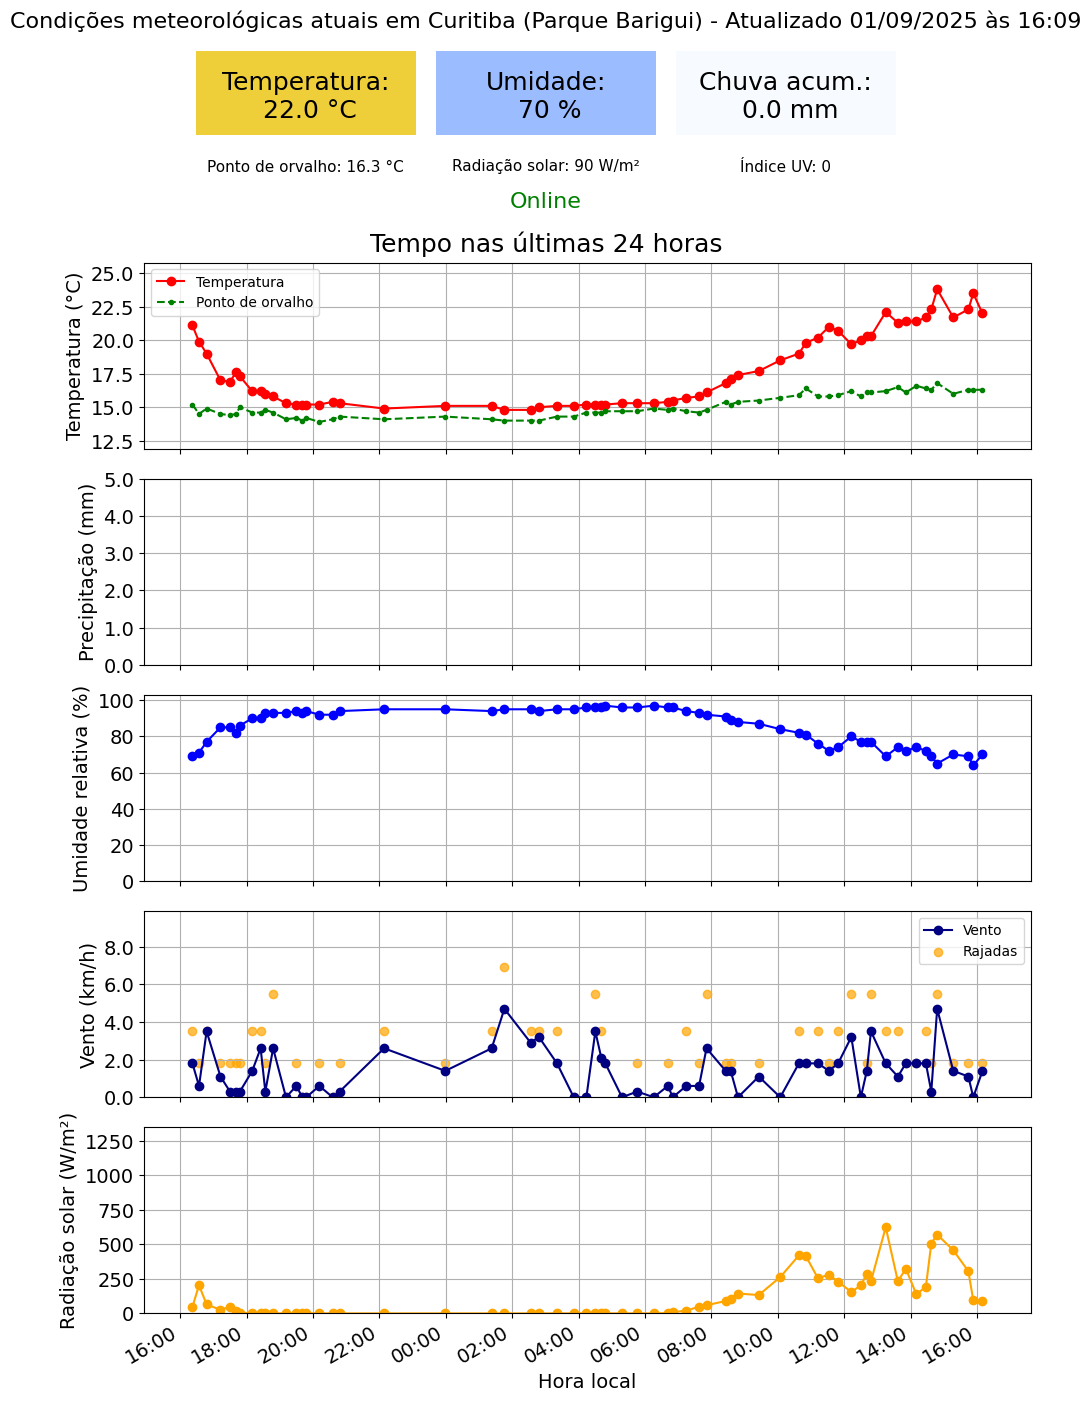 Condições meteorológicas atuais em Curitiba (Parque Barigui) - Atualizado 01/09/2025 às 16:09
Temperatura:
22.0 °C
Umidade:
70 %
Chuva acum.:
0.0 mm
Ponto de orvalho: 16.3 °C
Radiação solar: 90 W/m²
Índice UV: 0
Online
Tempo nas últimas 24 horas
Temperatura (°C)
25.0
22.5
20.0
17.5
15.0
12.5
Temperatura
Ponto de orvalho
Precipitação (mm)
5.0
4.0
3.0
2.0
1.0
0.0
Umidade relativa (%)
100
80
60
40
20
0
Vento (km/h)
8.0
6.0
4.0
2.0
0.0
Vento
Rajadas
Radiação solar (W/m²)
1250
1000
750
500
250
0
16:00
18:00
20:00
22:00
00:00
02:00
04:00
06:00
08:00
10:00
12:00
14:00
16:00
Hora local